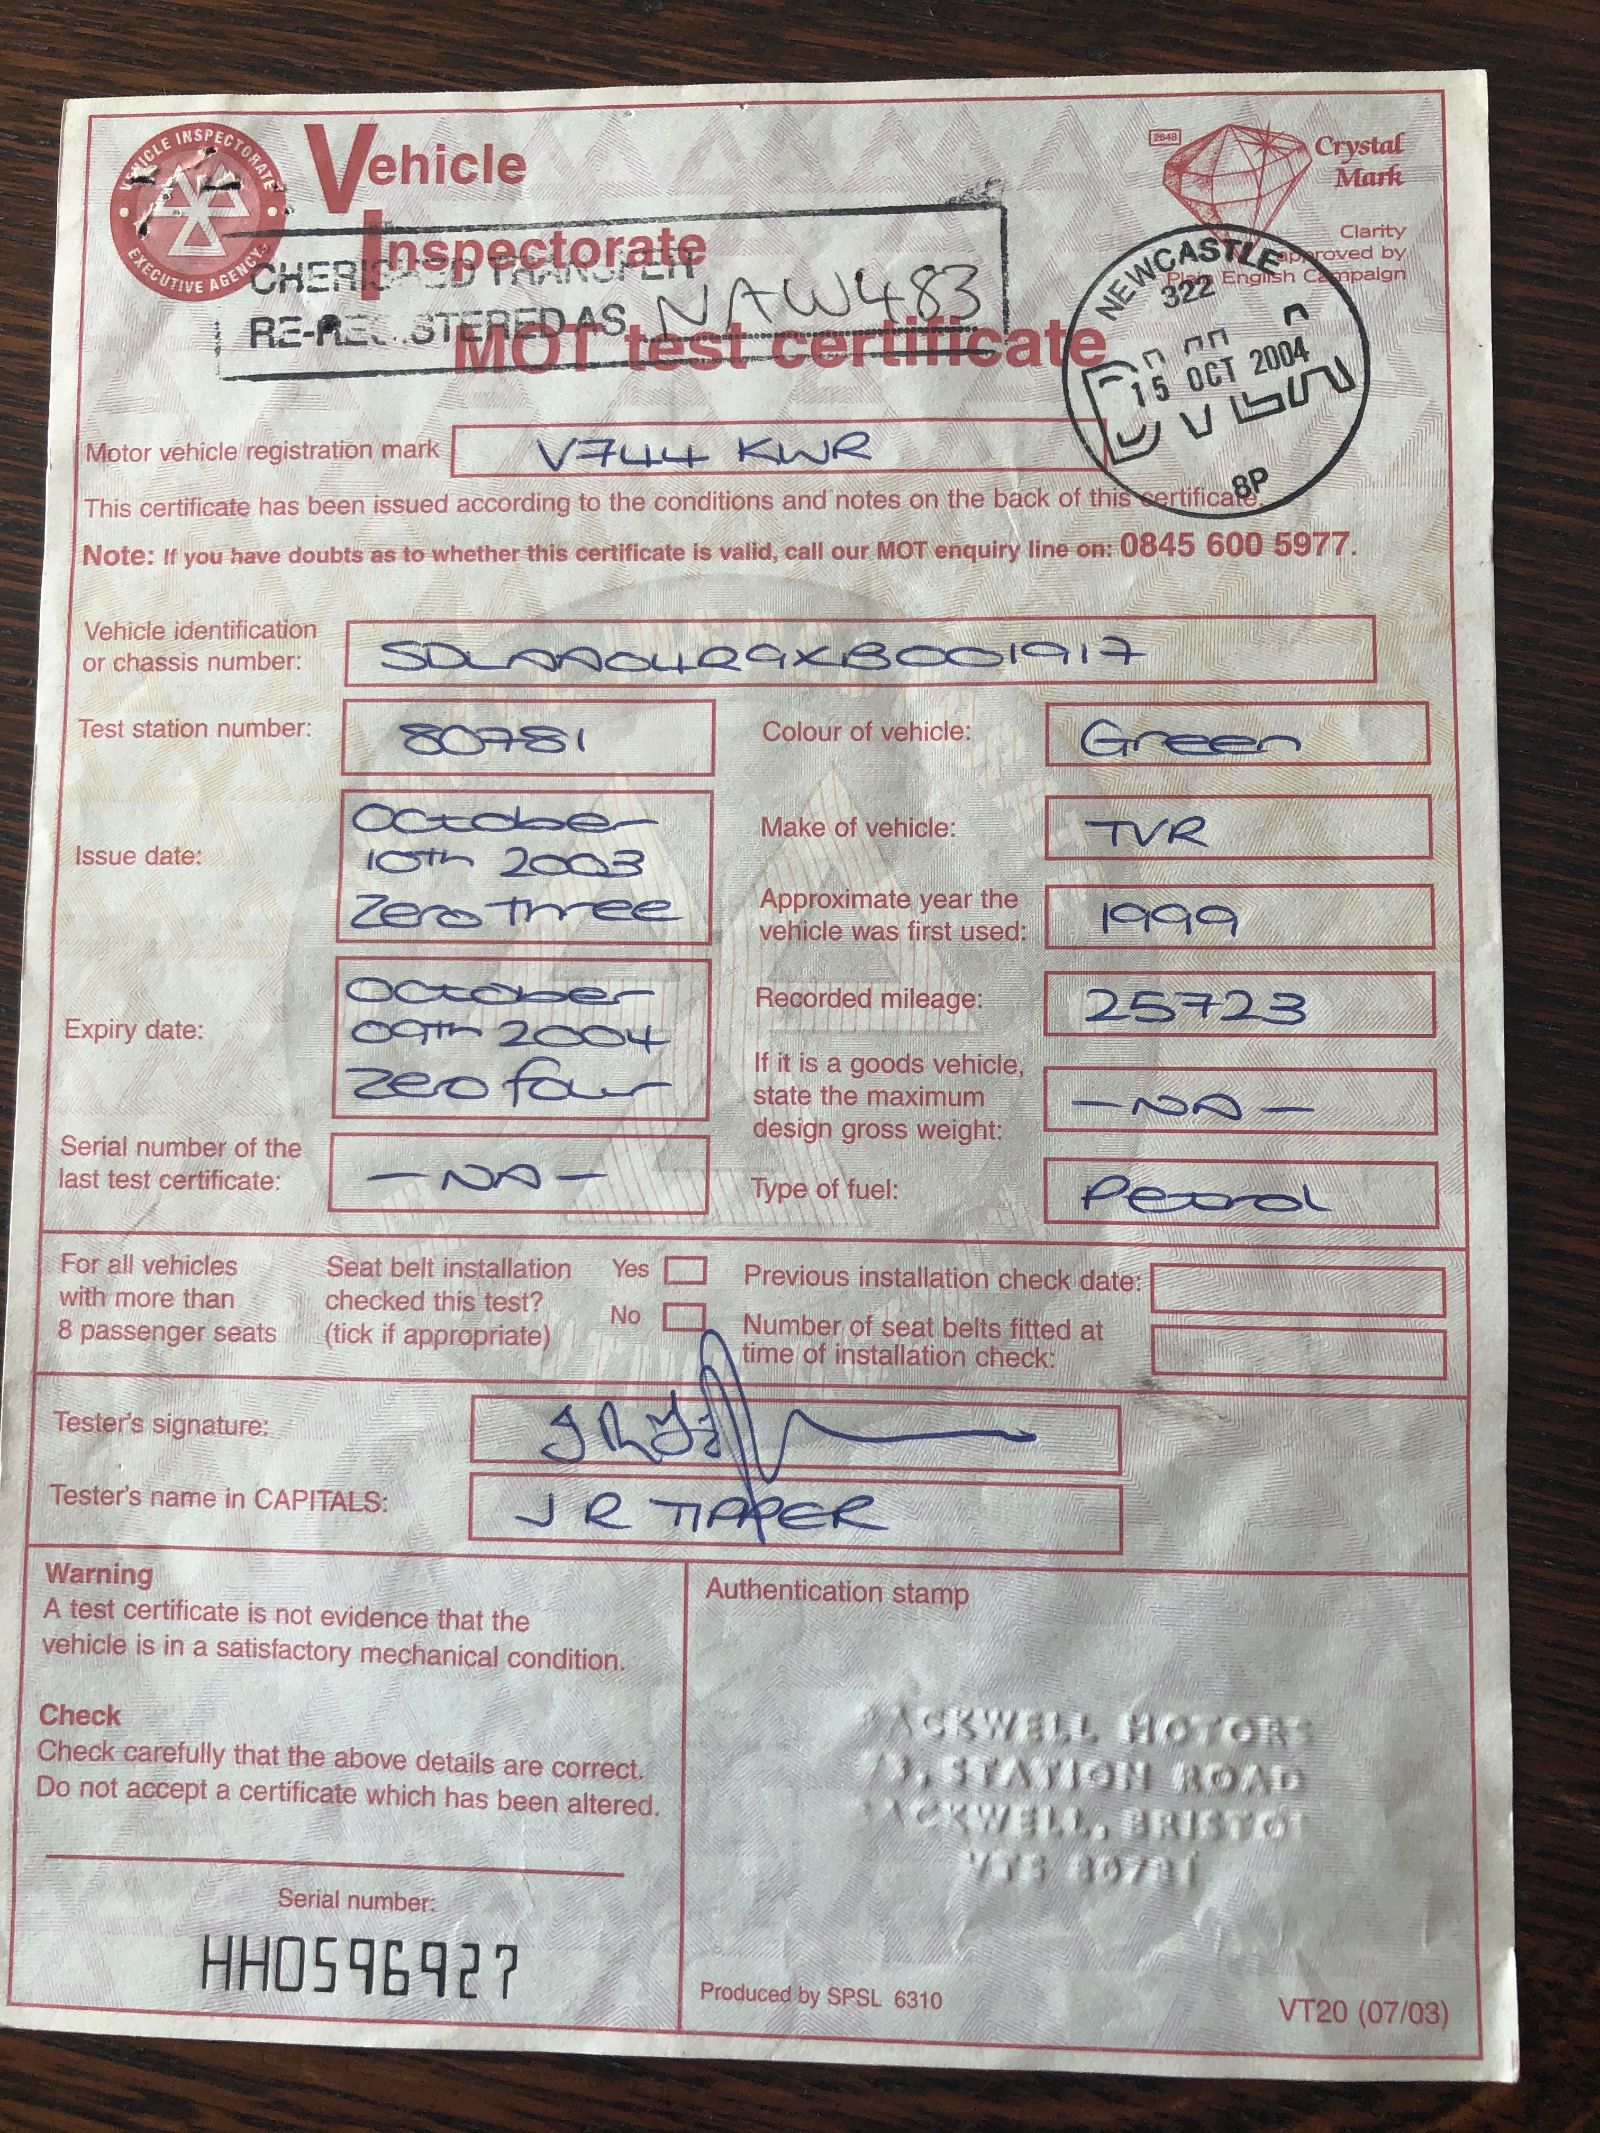 VEHICLE INSPECTORATE
EXECUTIVE AGENCY
Vehicle
Inspectorate
MOT test certificate
2648
Crystal
Mark
Clarity
approved by
Plain English Campaign
CHERISHED TRANSFER
RE-REGISTERED AS NAW483
NEWCASTLE
322
15 OCT 2004
8P
Motor vehicle registration mark V744 KWR
This certificate has been issued according to the conditions and notes on the back of this certificate.
Note: If you have doubts as to whether this certificate is valid, call our MOT enquiry line on: 0845 600 5977.
Vehicle identification
or chassis number: SDLAA04R9XB001917
Test station number: 80781
Colour of vehicle: Green
Issue date: October
10th 2003
Zero Three
Make of vehicle: TVR
Approximate year the
vehicle was first used: 1999
Expiry date: October
09th 2004
Zero four
Recorded mileage: 25723
If it is a goods vehicle,
state the maximum
design gross weight: - NA -
Serial number of the
last test certificate: - NA -
Type of fuel: Petrol
For all vehicles
with more than
8 passenger seats
Seat belt installation
checked this test?
(tick if appropriate)
Yes
No
Previous installation check date:
Number of seat belts fitted at
time of installation check:
Tester's signature:
Tester's name in CAPITALS: J R TIPPER
Warning
A test certificate is not evidence that the
vehicle is in a satisfactory mechanical condition.
Check
Check carefully that the above details are correct.
Do not accept a certificate which has been altered.
Serial number:
HH0596927
Authentication stamp
BACKWELL MOTORS
STATION ROAD
BACKWELL, BRISTOL
VTS 80781
Produced by SPSL 6310
VT20 (07/03)